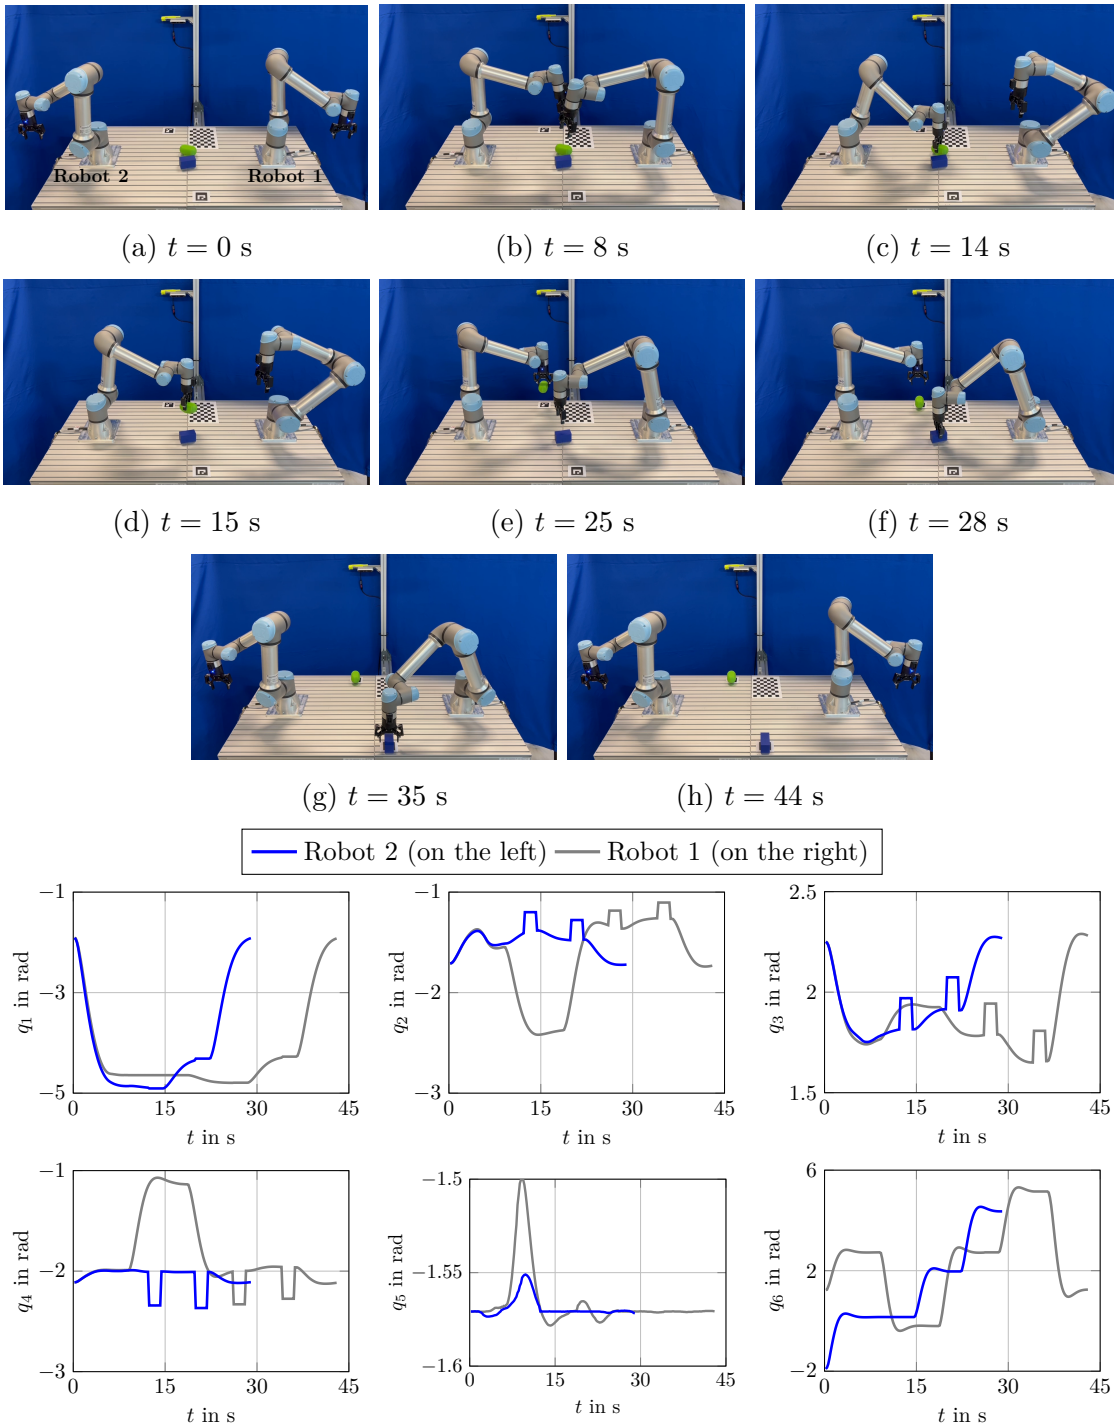 Robot 2 Robot 1
(a) t = 0 s (b) t = 8 s (c) t = 14 s
(d) t = 15 s (e) t = 25 s (f) t = 28 s
(g) t = 35 s (h) t = 44 s
Robot 2 (on the left) Robot 1 (on the right)
−1
−3
−5
0 15 30 45
q1 in rad
t in s
−1
−2
−3
0 15 30 45
q2 in rad
t in s
2.5
2
1.5
0 15 30 45
q3 in rad
t in s
−1
−2
−3
0 15 30 45
q4 in rad
t in s
−1.5
−1.55
−1.6
0 15 30 45
q5 in rad
t in s
6
2
−2
0 15 30 45
q6 in rad
t in s